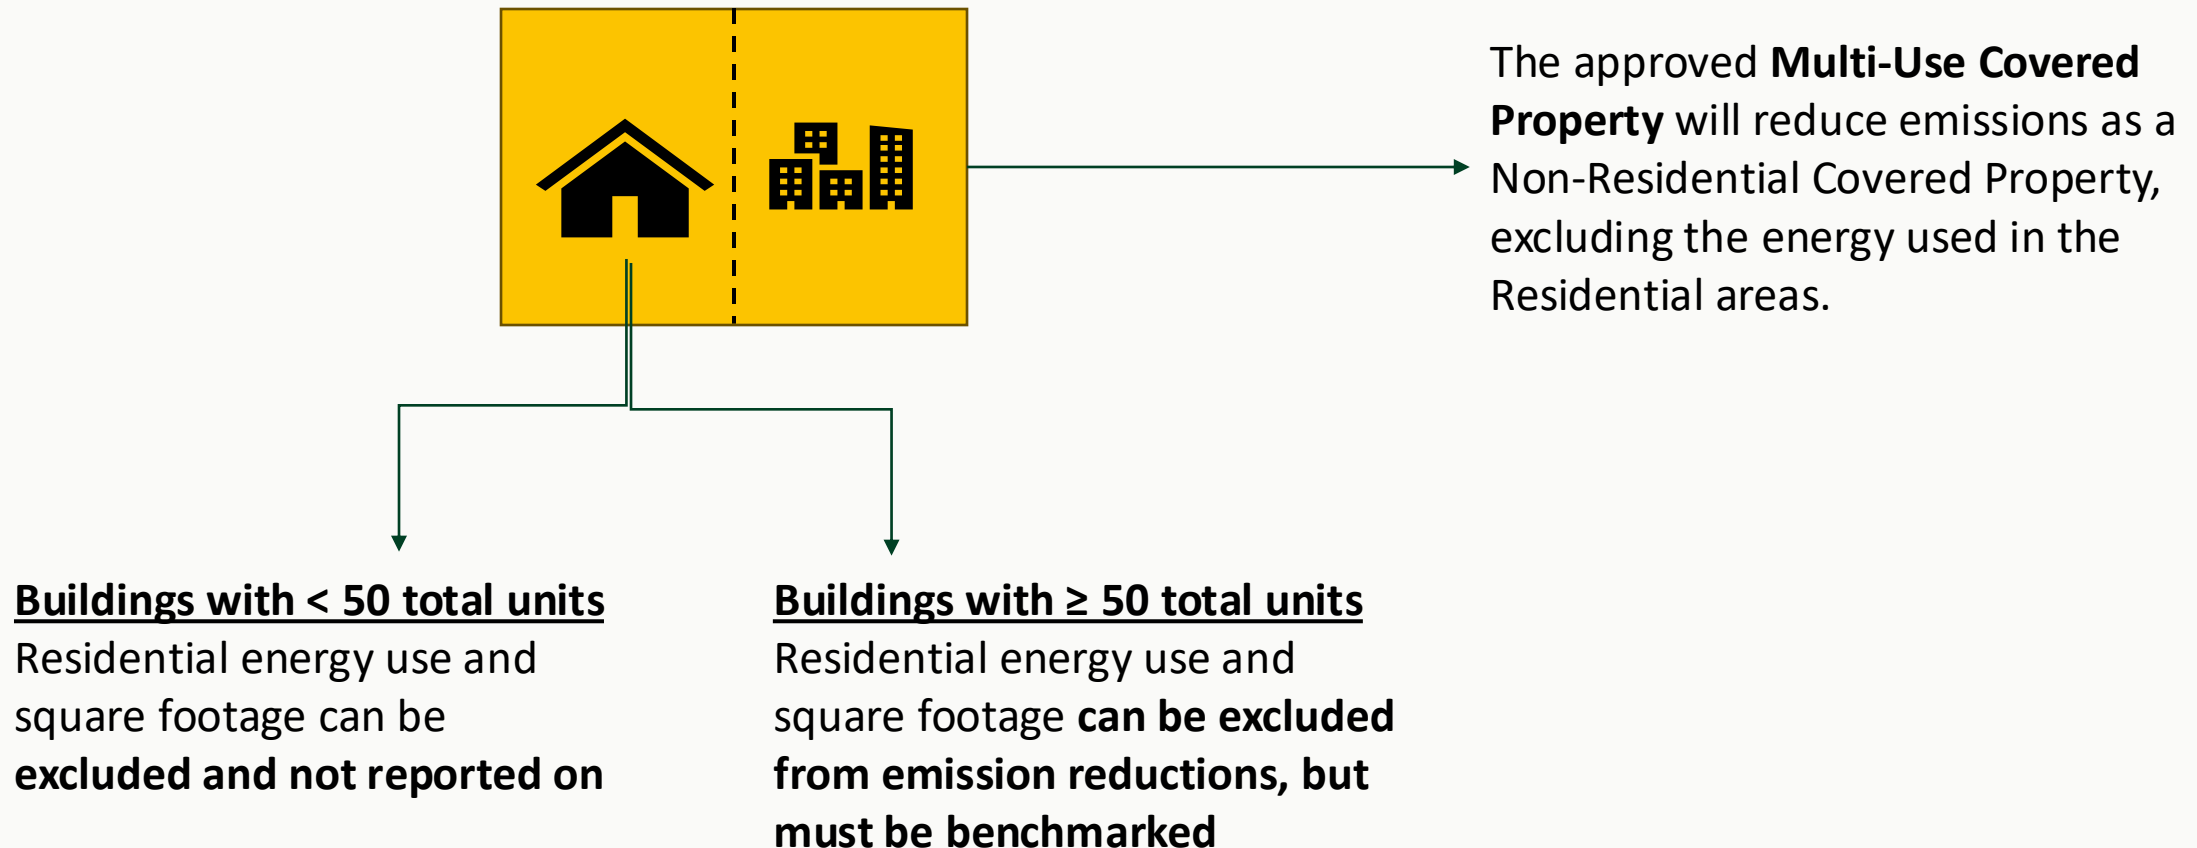 The approved Multi-Use Covered
Property will reduce emissions as a
Non-Residential Covered Property,
excluding the energy used in the
Residential areas.
Buildings with < 50 total units
Residential energy use and
square footage can be
excluded and not reported on
Buildings with ≥ 50 total units
Residential energy use and
square footage can be excluded
from emission reductions, but
must be benchmarked